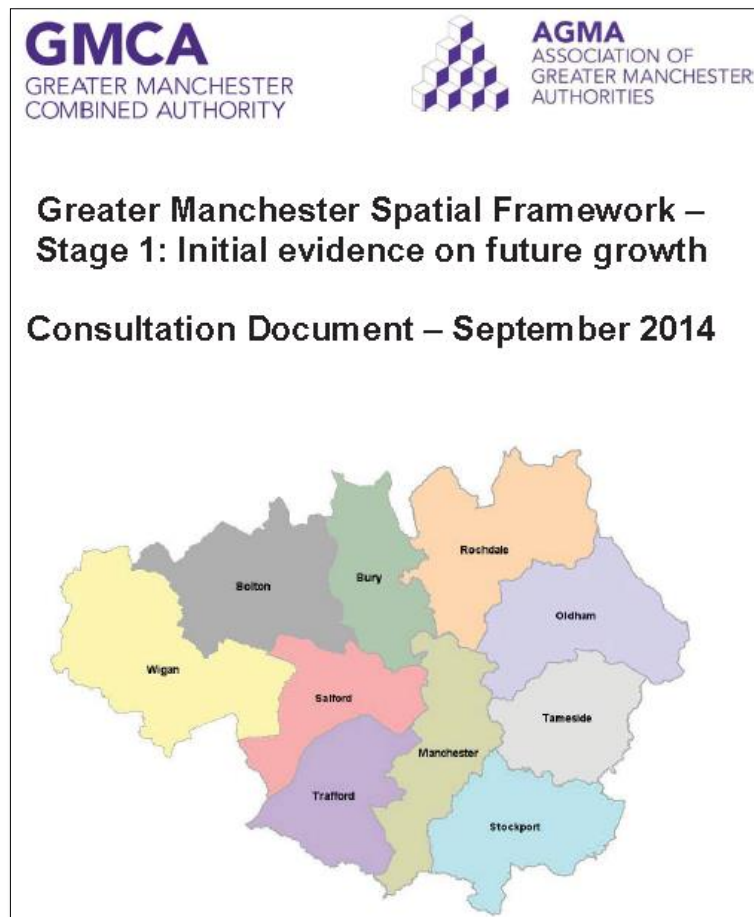 GMCA
GREATER MANCHESTER
COMBINED AUTHORITY
AGMA
ASSOCIATION OF
GREATER MANCHESTER
AUTHORITIES
Greater Manchester Spatial Framework –
Stage 1: Initial evidence on future growth
Consultation Document – September 2014
Rochdale
Bury
Bolton
Oldham
Wigan
Salford
Tameside
Manchester
Trafford
Stockport